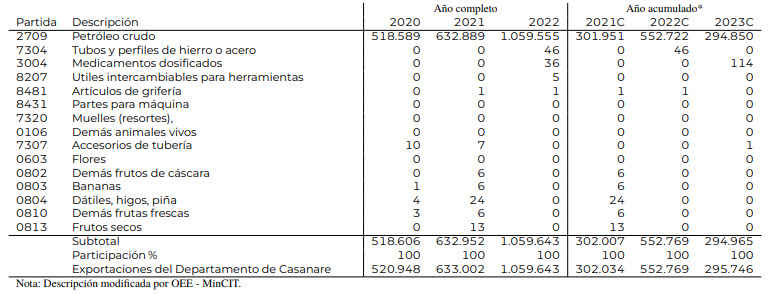 Año completo Año acumulado*
Partida Descripción 2020 2021 2022 2021C 2022C 2023C
2709 Petróleo crudo 518.589 632.889 1.059.555 301.951 552.722 294.850
7304 Tubos y perfiles de hierro o acero 0 0 46 0 46 0
3004 Medicamentos dosificados 0 0 36 0 0 114
8207 Utiles intercambiables para herramientas 0 0 5 0 0 0
8481 Artículos de grifería 0 1 1 1 1 0
8431 Partes para máquina 0 0 0 0 0 0
7320 Muelles (resortes), 0 0 0 0 0 0
0106 Demás animales vivos 0 0 0 0 0 0
7307 Accesorios de tubería 10 7 0 0 0 1
0603 Flores 0 0 0 0 0 0
0802 Demás frutos de cáscara 0 6 0 6 0 0
0803 Bananas 1 6 0 6 0 0
0804 Dátiles, higos, piña 4 24 0 24 0 0
0810 Demás frutas frescas 3 6 0 6 0 0
0813 Frutos secos 0 13 0 13 0 0
Subtotal 518.606 632.952 1.059.643 302.007 552.769 294.965
Participación % 100 100 100 100 100 100
Exportaciones del Departamento de Casanare 520.948 633.002 1.059.643 302.034 552.769 295.746
Nota: Descripción modificada por OEE - MinCIT.